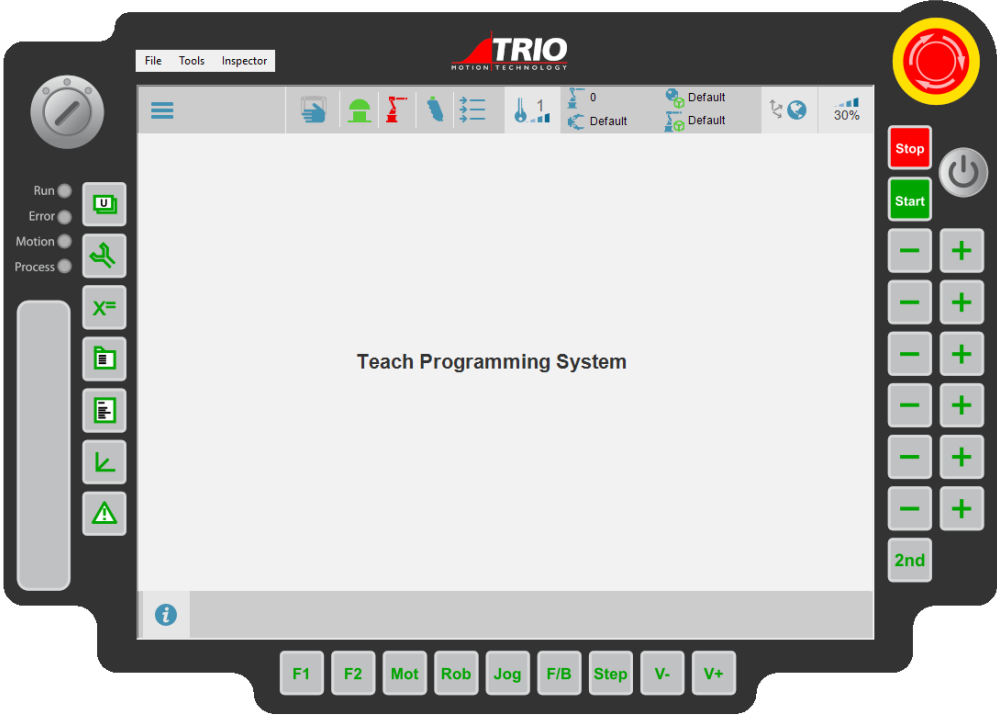 File Tools Inspector
TRIO
MOTION TECHNOLOGY
1
0
Default
Default
Default
30%
Stop
Start
Run
Error
Motion
Process
U
X=
Teach Programming System
2nd
i
F1 F2 Mot Rob Jog F/B Step V- V+